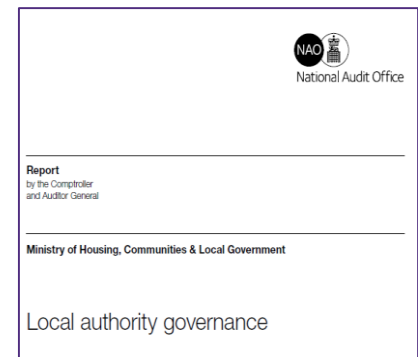 NAO
National Audit Office
Report
by the Comptroller
and Auditor General
Ministry of Housing, Communities & Local Government
Local authority governance